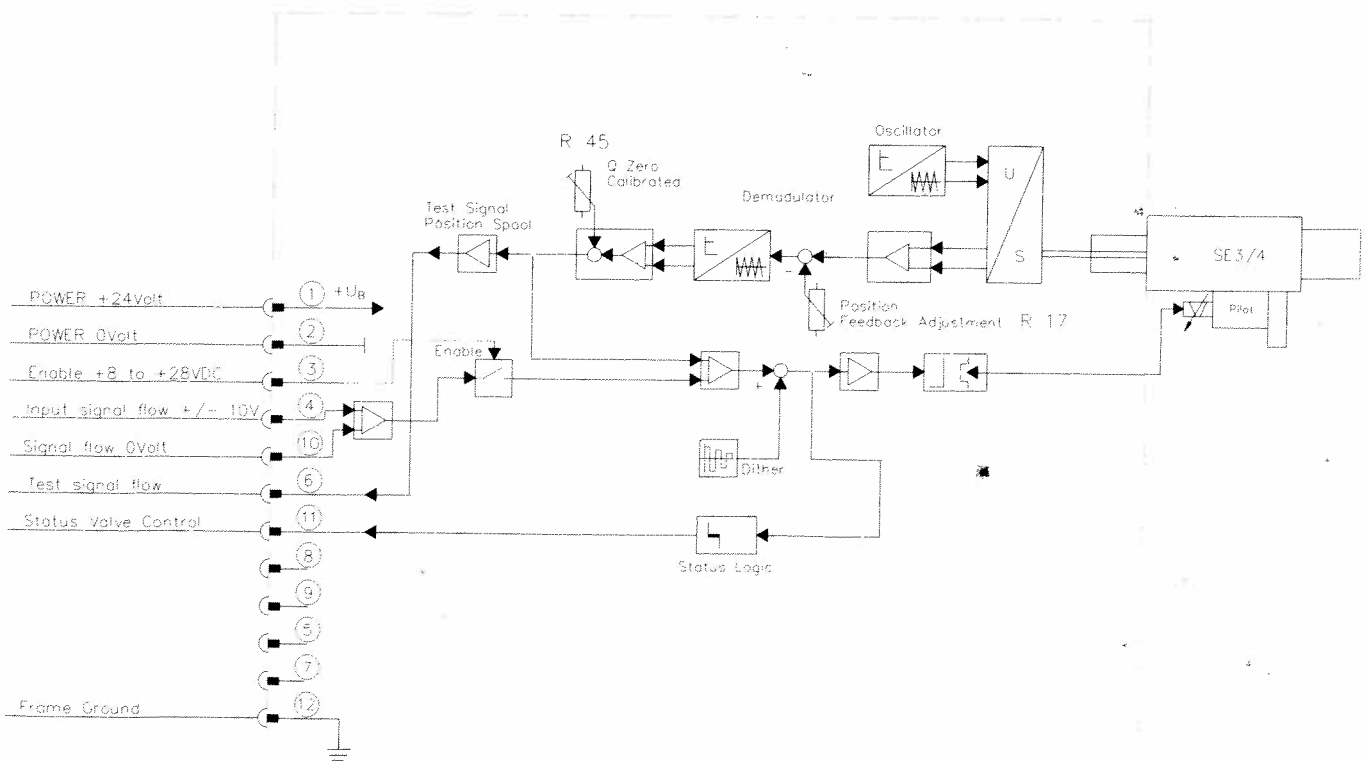 R 45
Q Zero
Calibrated
Oscillator
Demadulator
U
S
Test Signal
Position Spool
SE3/4
Pilot
Position
Feedback Adjustment R 17
POWER +24Volt
1 +UB
POWER 0Volt
2
Enable +8 to +28VDC
3
Enable
Input signal flow +/- 10V
4
Signal flow 0Volt
10
Test signal flow
6
Status Valve Control
11
+
-
Dither
Status Logic
8
9
5
7
Frame Ground
12